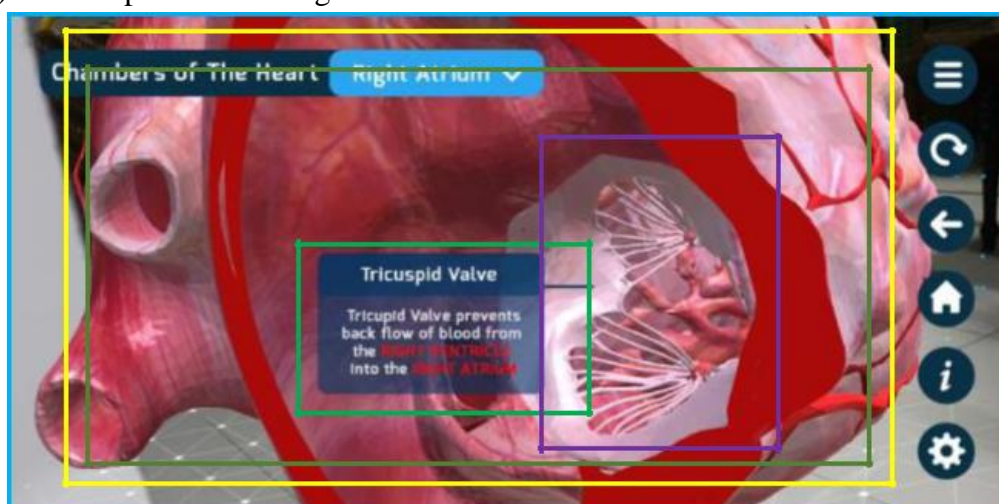 Chambers of The Heart
Right Atrium
Tricuspid Valve
Tricupid Valve prevents
back flow of blood from
the RIGHT VENTRICLE
Into the RIGHT ATRIUM
i